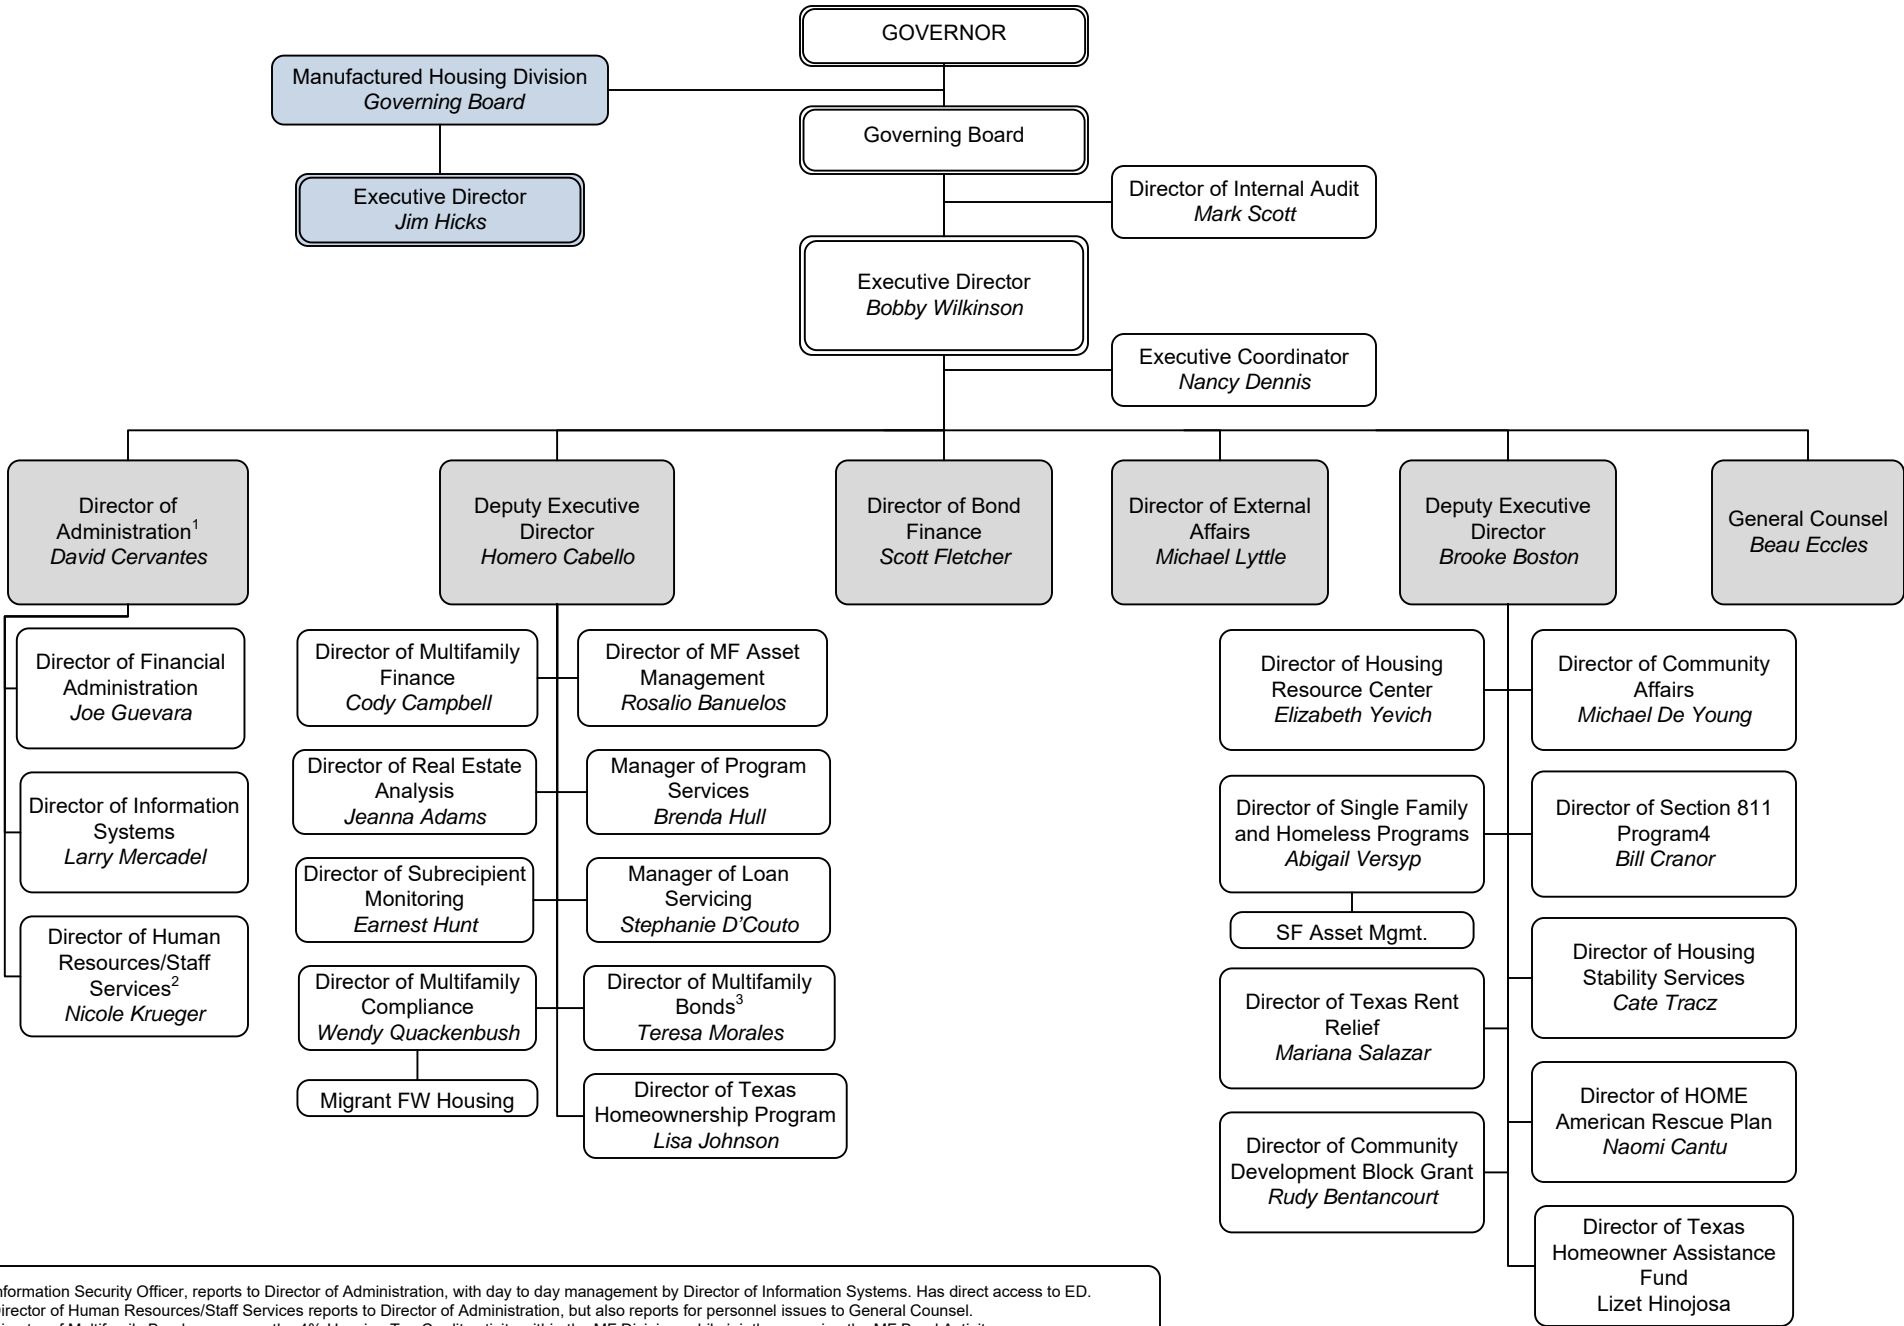 GOVERNOR
Manufactured Housing Division
Governing Board
Governing Board
Executive Director
Jim Hicks
Director of Internal Audit
Mark Scott
Executive Director
Bobby Wilkinson
Executive Coordinator
Nancy Dennis
Director of
Administration1
David Cervantes
Deputy Executive
Director
Homero Cabello
Director of Bond
Finance
Scott Fletcher
Director of External
Affairs
Michael Lyttle
Deputy Executive
Director
Brooke Boston
General Counsel
Beau Eccles
Director of Financial
Administration
Joe Guevara
Director of Information
Systems
Larry Mercadel
Director of Human
Resources/Staff
Services2
Nicole Krueger
Director of Multifamily
Finance
Cody Campbell
Director of MF Asset
Management
Rosalio Banuelos
Director of Real Estate
Analysis
Jeanna Adams
Manager of Program
Services
Brenda Hull
Director of Subrecipient
Monitoring
Earnest Hunt
Manager of Loan
Servicing
Stephanie D’Couto
Director of Multifamily
Compliance
Wendy Quackenbush
Director of Multifamily
Bonds3
Teresa Morales
Migrant FW Housing
Director of Texas
Homeownership Program
Lisa Johnson
Director of Housing
Resource Center
Elizabeth Yevich
Director of Community
Affairs
Michael De Young
Director of Single Family
and Homeless Programs
Abigail Versyp
Director of Section 811
Program4
Bill Cranor
SF Asset Mgmt.
Director of Housing
Stability Services
Cate Tracz
Director of Texas Rent
Relief
Mariana Salazar
Director of HOME
American Rescue Plan
Naomi Cantu
Director of Community
Development Block Grant
Rudy Bentancourt
Director of Texas
Homeowner Assistance
Fund
Lizet Hinojosa
nformation Security Officer, reports to Director of Administration, with day to day management by Director of Information Systems. Has direct access to ED.
irector of Human Resources/Staff Services reports to Director of Administration, but also reports for personnel issues to General Counsel.